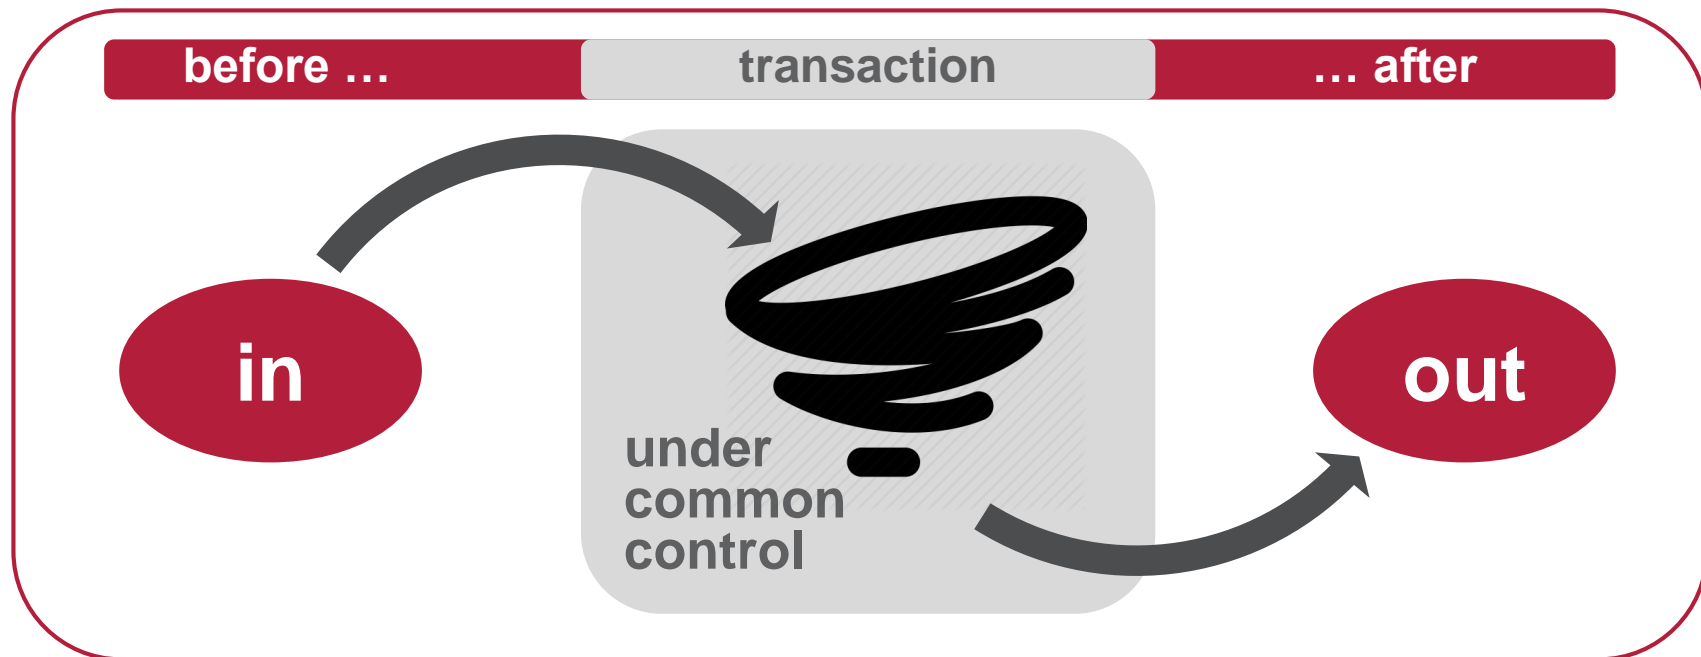 before …
transaction
… after
in
out
under
common
control